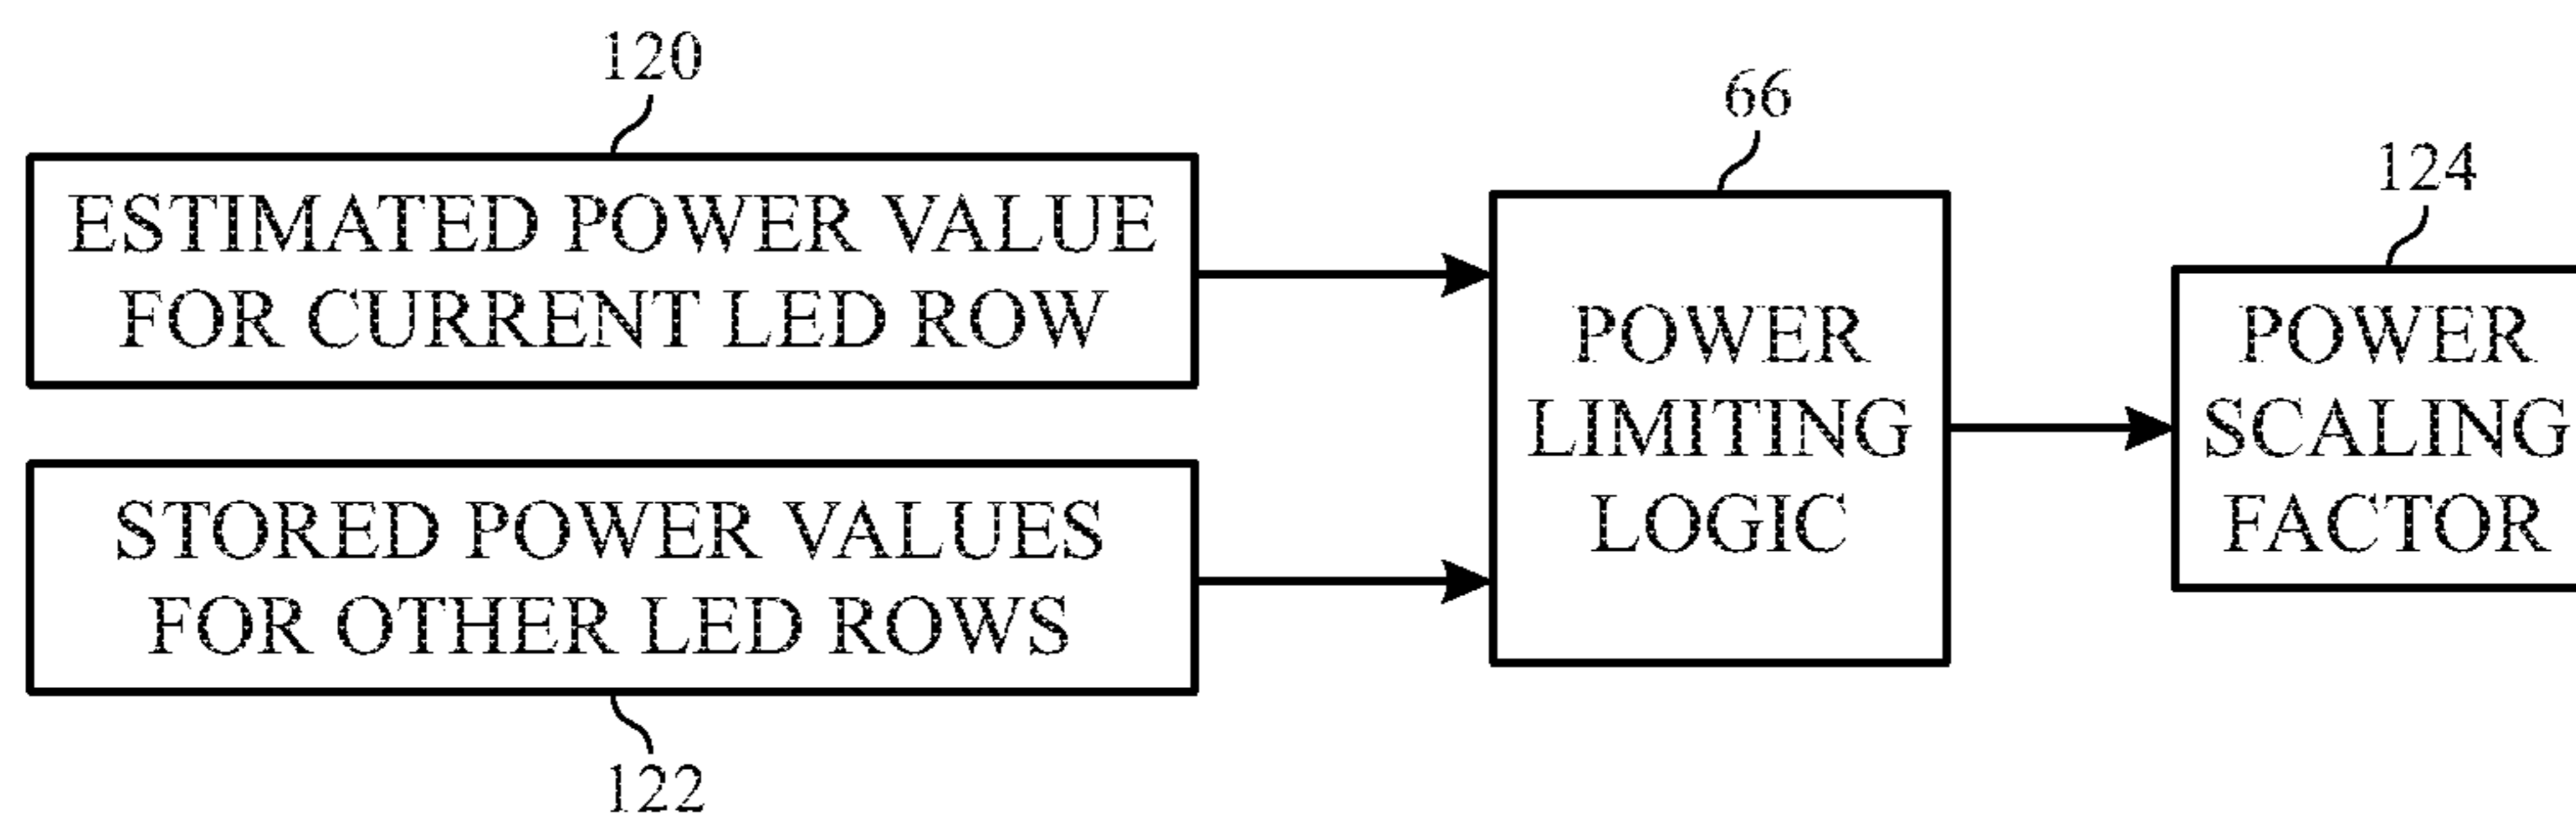 120
ESTIMATED POWER VALUE
FOR CURRENT LED ROW
STORED POWER VALUES
FOR OTHER LED ROWS
122
66
POWER
LIMITING
LOGIC
124
POWER
SCALING
FACTOR